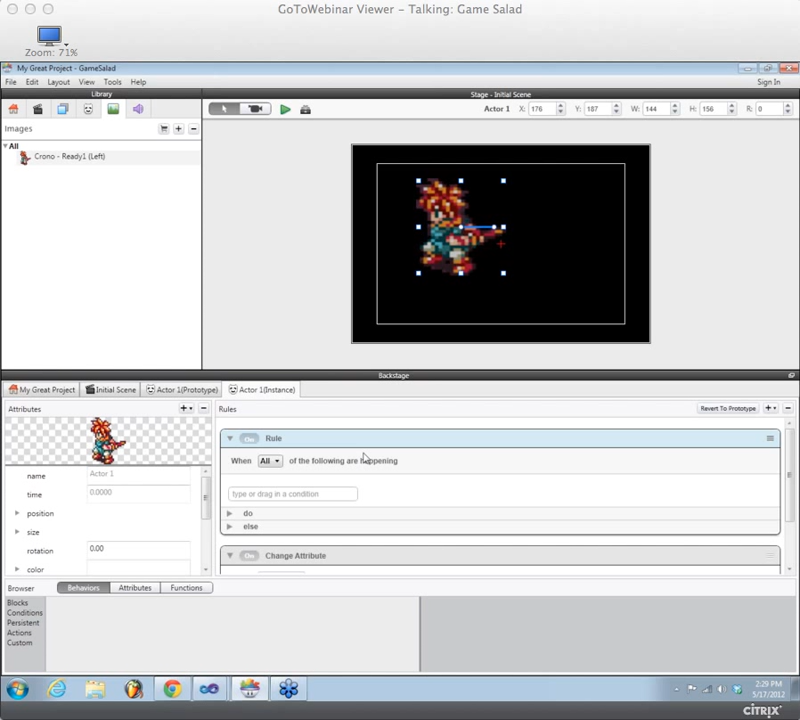 GoToWebinar Viewer – Talking: Game Salad
Zoom: 71%
My Great Project - GameSalad
File Edit Layout View Tools Help
Sign In
Library
Stage - Initial Scene
Actor 1 X: 176 Y: 187 W: 144 H: 156 R: 0
Images
All
Crono - Ready1 (Left)
Backstage
My Great Project Initial Scene Actor 1(Prototype) Actor 1(Instance)
Attributes
Rules
Revert To Prototype
On Rule
When All of the following are happening
type or drag in a condition
do
else
On Change Attribute
name Actor 1
time 0.0000
position
size
rotation 0.00
color
Browser Behaviors Attributes Functions
Blocks
Conditions
Persistent
Actions
Custom
2:29 PM
5/17/2012
CITRIX